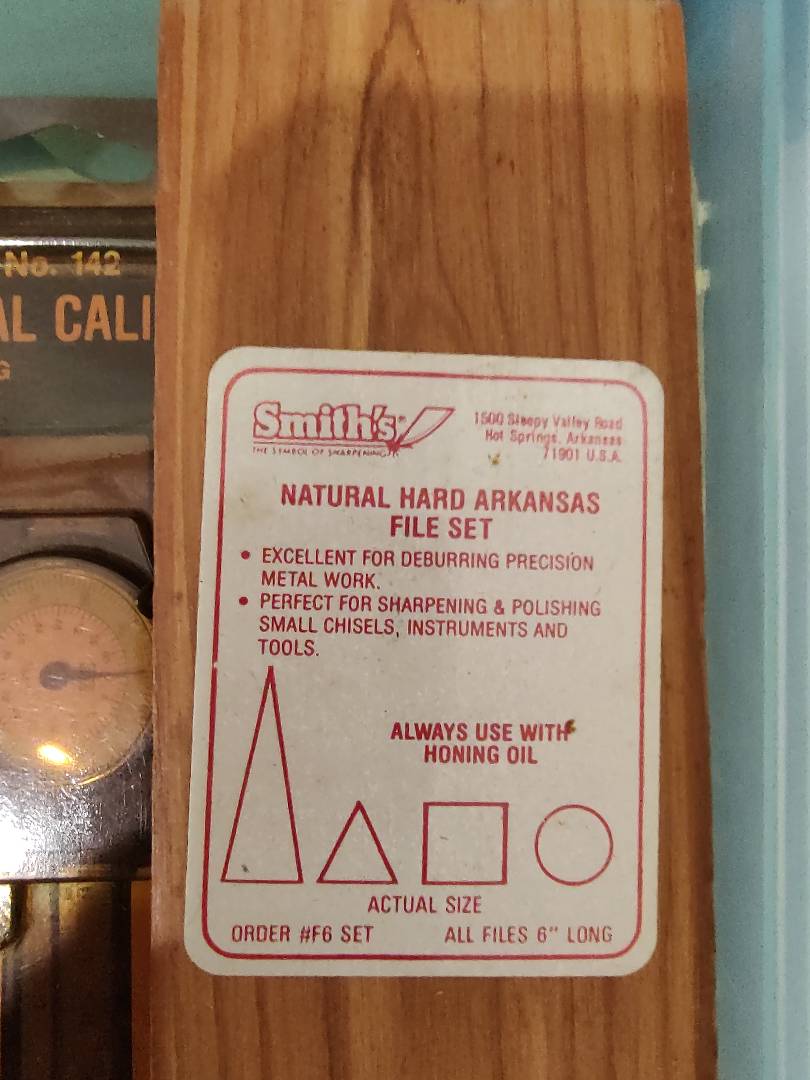 No. 142
AL CALI
G
Smith's
THE SYMBOL OF SHARPENING
1500 Sleepy Valley Road
Hot Springs, Arkansas
71901 U.S.A.
NATURAL HARD ARKANSAS
FILE SET
• EXCELLENT FOR DEBURRING PRECISION
METAL WORK.
• PERFECT FOR SHARPENING & POLISHING
SMALL CHISELS, INSTRUMENTS AND
TOOLS.
ALWAYS USE WITH
HONING OIL
ACTUAL SIZE
ORDER #F6 SET ALL FILES 6" LONG